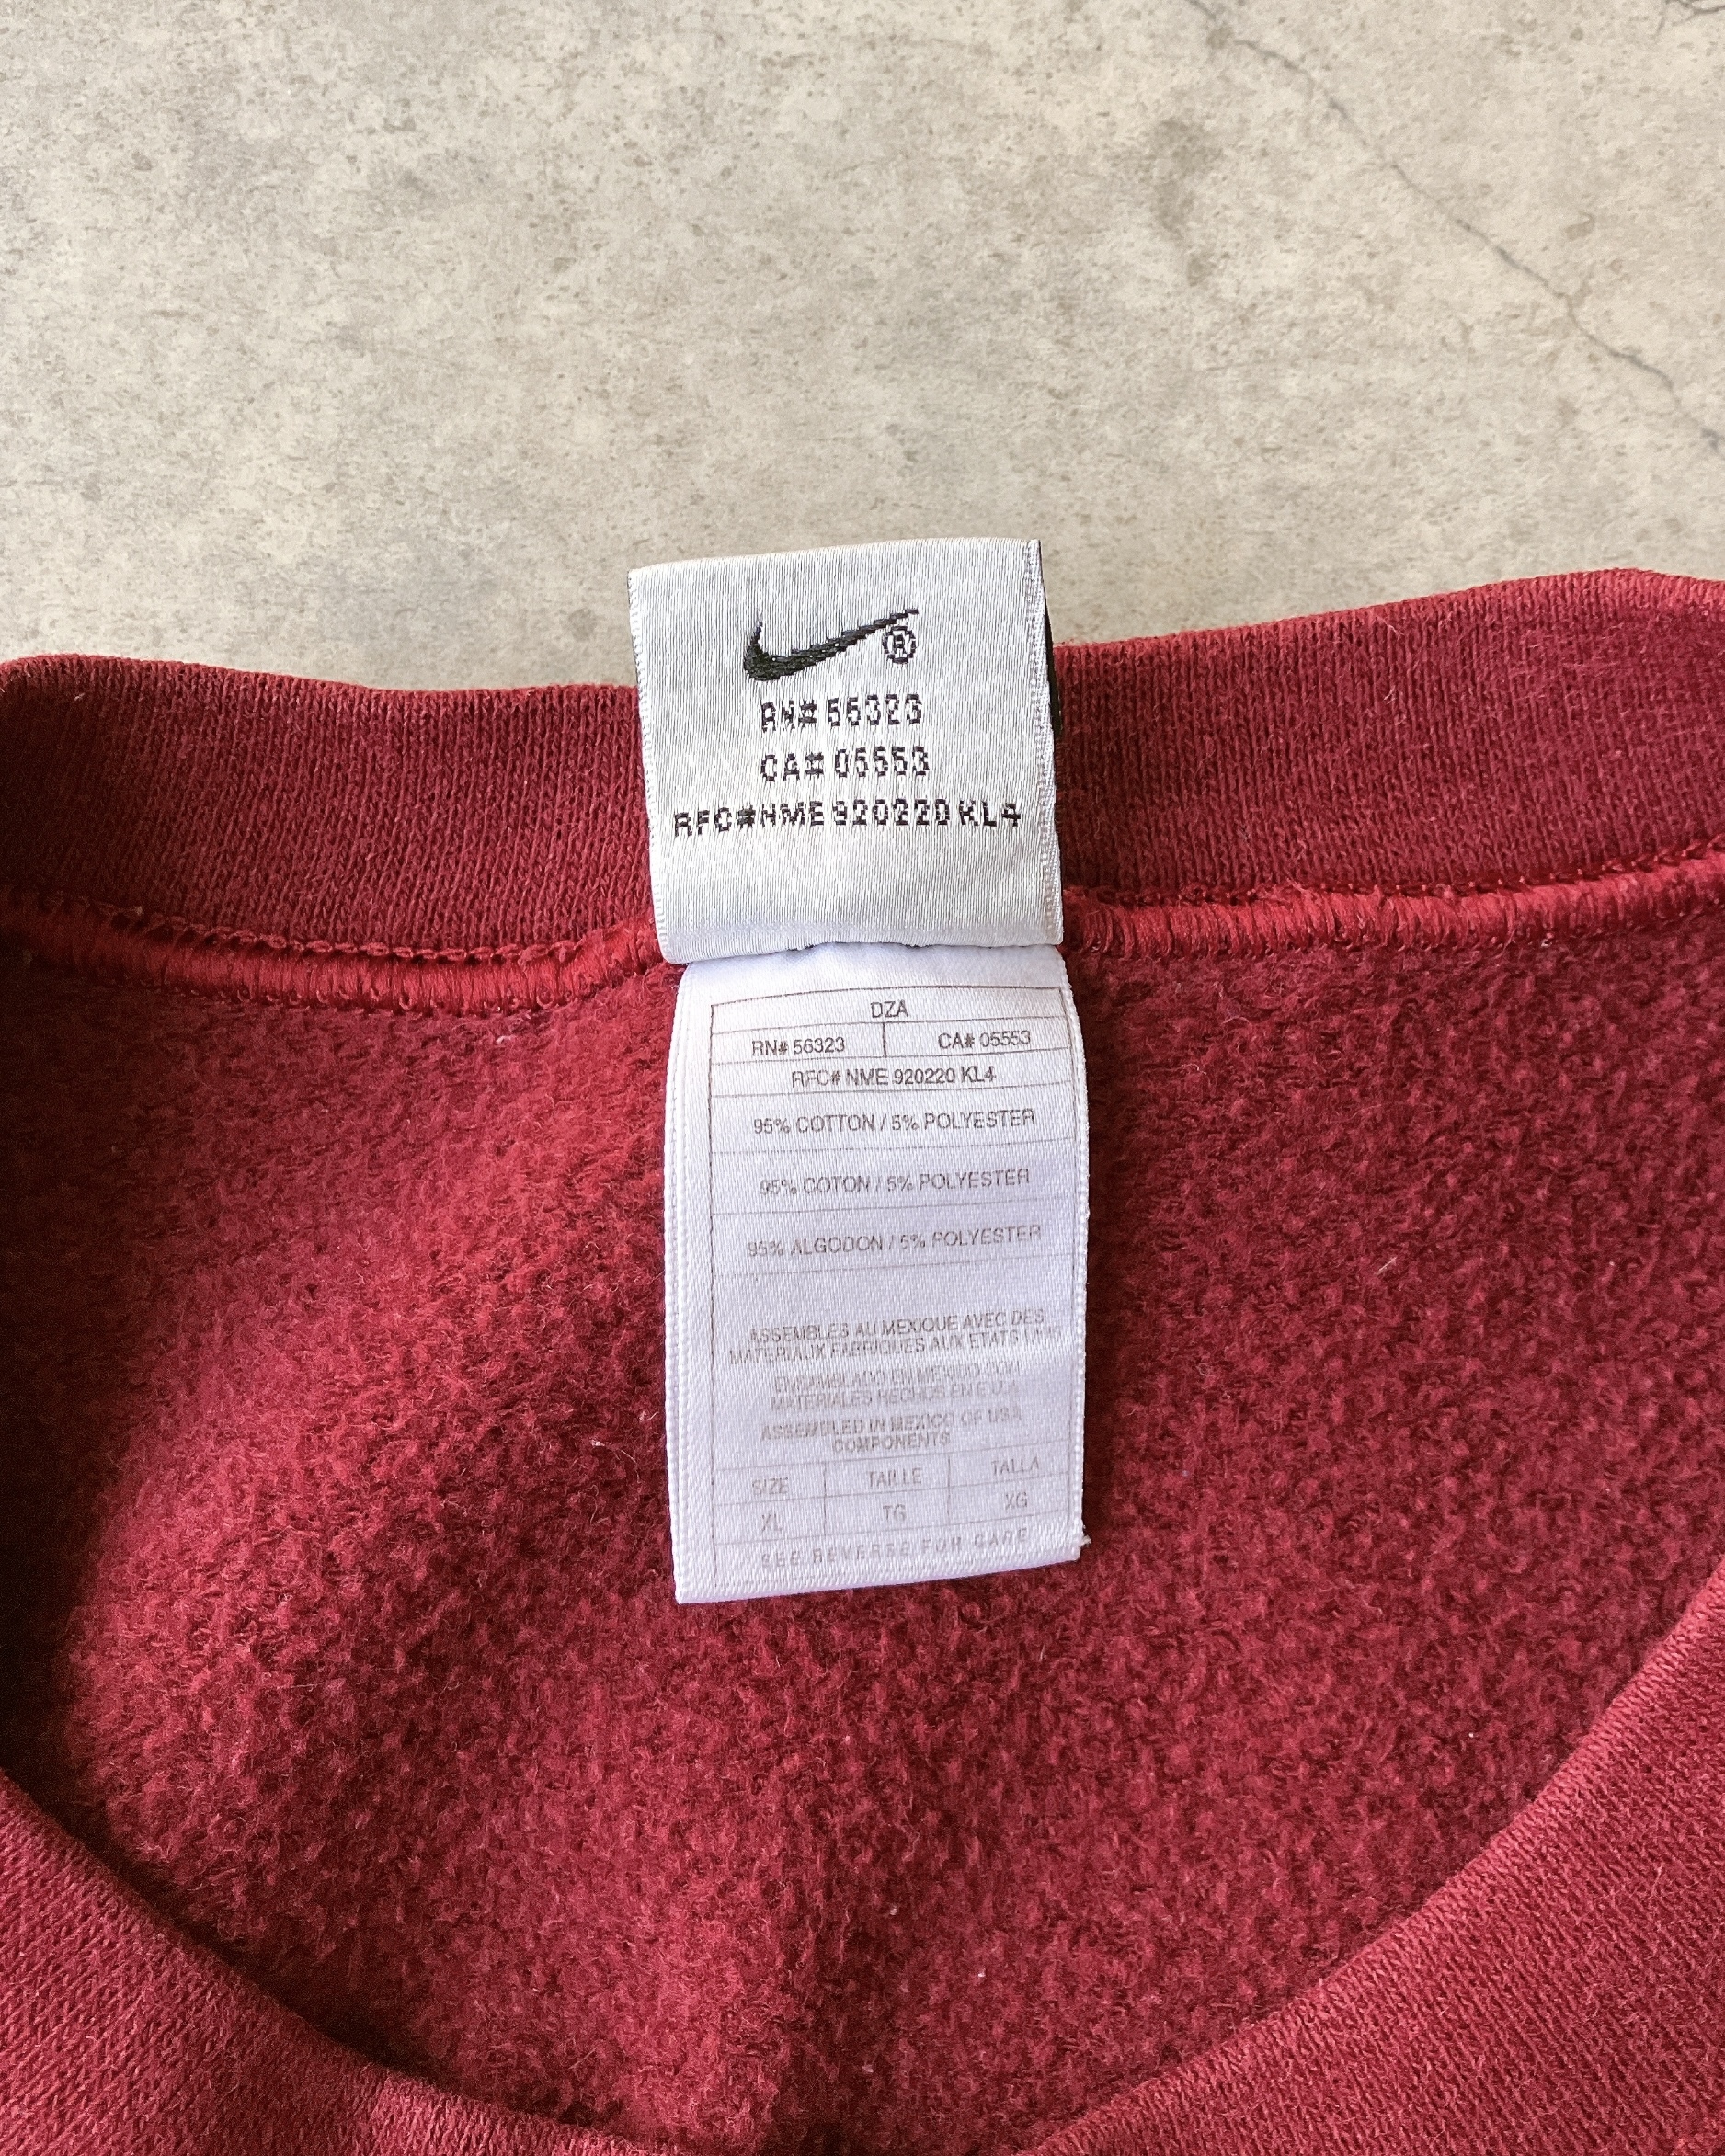 ®
RN# 56323
CA# 05553
RFC# NME 920220 KL4
DZA
RN# 56323 CA# 05553
RFC# NME 920220 KL4
95% COTTON / 5% POLYESTER
95% COTON / 5% POLYESTER
95% ALGODON / 5% POLYESTER
ASSEMBLES AU MEXIQUE AVEC DES
MATERIAUX FABRIQUES AUX ETATS UNIS
ENSAMBLADO EN MEXICO CON
MATERIALES HECHOS EN E.U.A
ASSEMBLED IN MEXICO OF USA
COMPONENTS
SIZE TAILLE TALLA
XL TG XG
SEE REVERSE FOR CARE